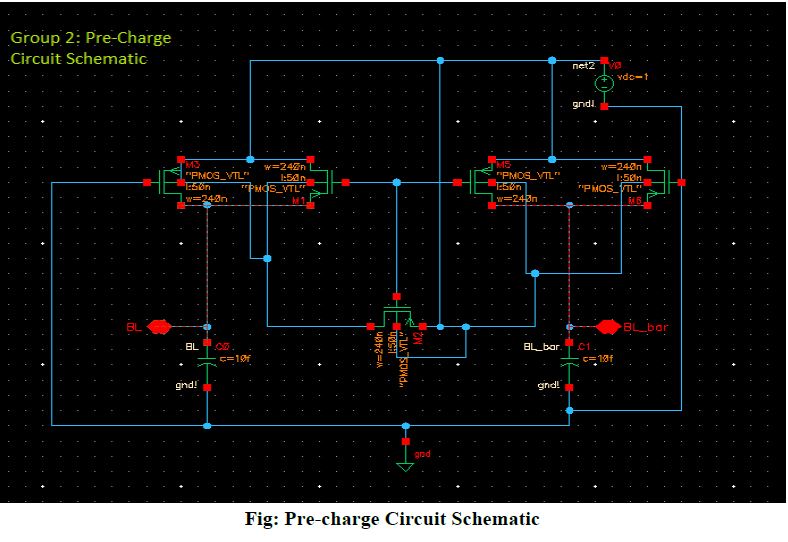 Group 2: Pre-Charge
Circuit Schematic
net2 V0
vdc=1
gnd!
M3
"PMOS_VTL"
l:50n
w=240n
w=240n
l:50n
"PMOS_VTL"
M1
M5
"PMOS_VTL"
l:50n
w=240n
w=240n
l:50n
"PMOS_VTL"
BL
BL C0
c=10f
gnd!
w=240n
l:50n
"PMOS_VTL"
M2
BL_bar
BL_bar C1
c=10f
gnd!
gnd
Fig: Pre-charge Circuit Schematic